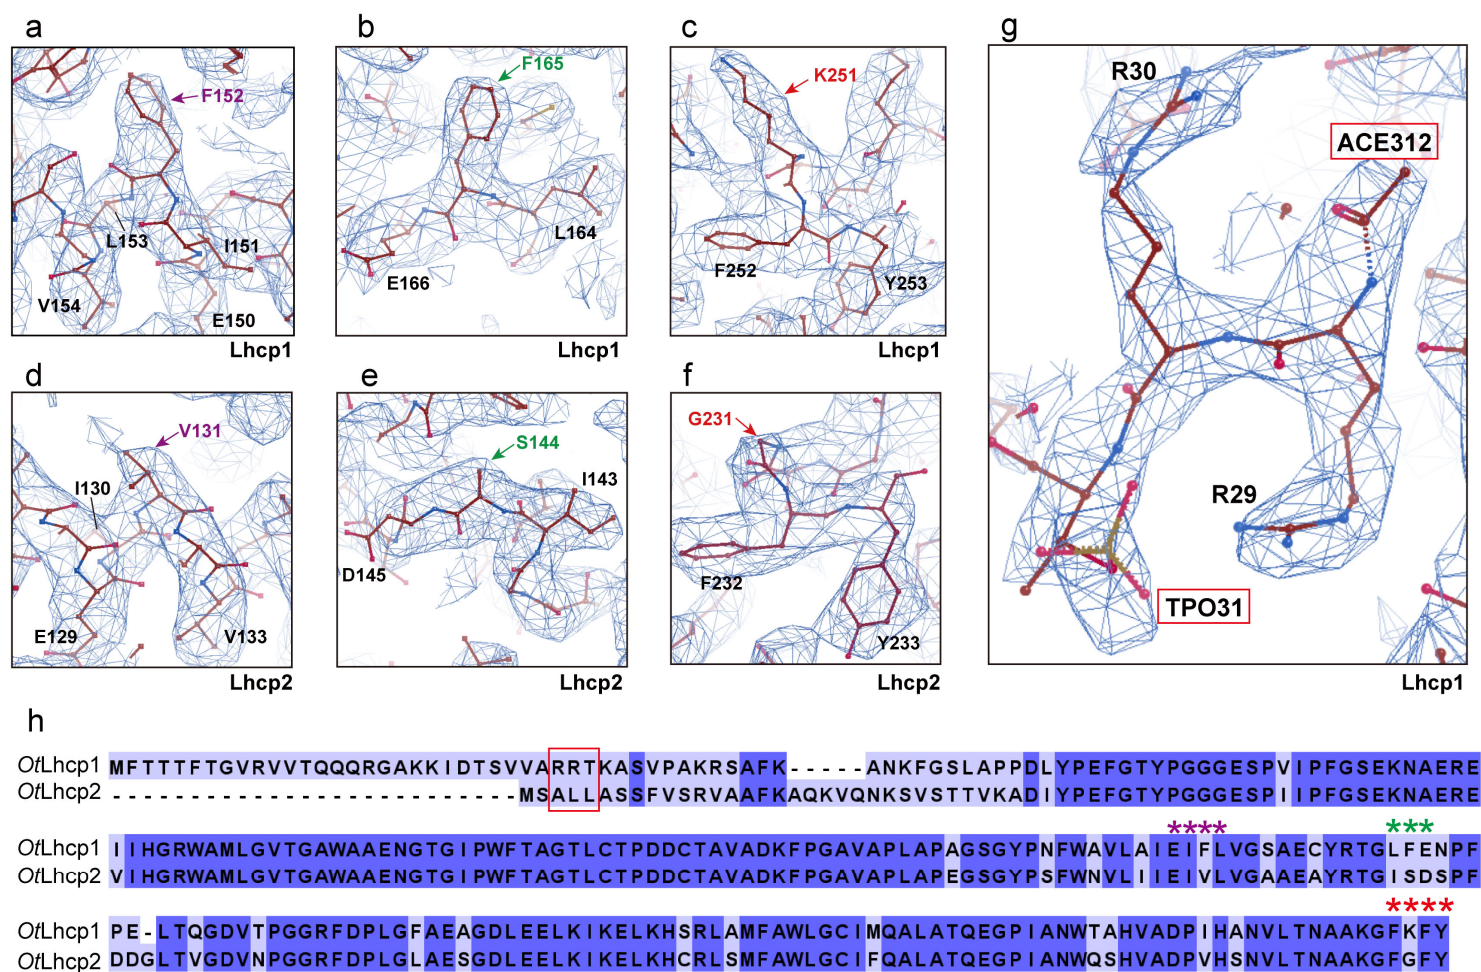 a
F152
L153
I151
V154
E150
Lhcp1
b
F165
L164
E166
Lhcp1
c
K251
F252
Y253
Lhcp1
d
V131
I130
E129
V133
Lhcp2
e
S144
I143
D145
Lhcp2
f
G231
F232
Y233
Lhcp2
g
R30
ACE312
R29
TPO31
Lhcp1
h
OtLhcp1 MFTTTFTGVRVVTQQQRGAKKIDTSVVARRTKASVPAKRSAFK-----ANKFGSLAPPDLYPEFGTYPGGGESPVIPFGSEKNAERE
OtLhcp2 --------------------------MSALLASSFVSRVAAFKAQKVQNKSVSTTVKADIYPEFGTYPGGGESPIIPFGSEKNAERE
**** ***
OtLhcp1 IIHGRWAMLGVTGAWAAENGTGIPWFTAGTLCTPDDCTAVADKFPGAVAPLAPAGSGYPNFWAVLAIEIFLVGSAECYRTGLFENPF
OtLhcp2 VIHGRWAMLGVTGAWAAENGTGIPWFTAGTLCTPDDCTAVADKFPGAVAPLAPEGSGYPSFWNVLIIEIVLVGAAEAYRTGISDSPF
****
OtLhcp1 PE-LTQGDVTPGGRFDPLGFAEAGDLEELKIKELKHSRLAMFAWLGCIMQALATQEGPIANWTAHVADPIHANVLTNAAKGFKFY
OtLhcp2 DDGLTVGDVNPGGRFDPLGLAESGDLEELKIKELKHCRLSMFAWLGCIFQALATQEGPIANWQSHVADPVHSNVLTNAAKGFGFY